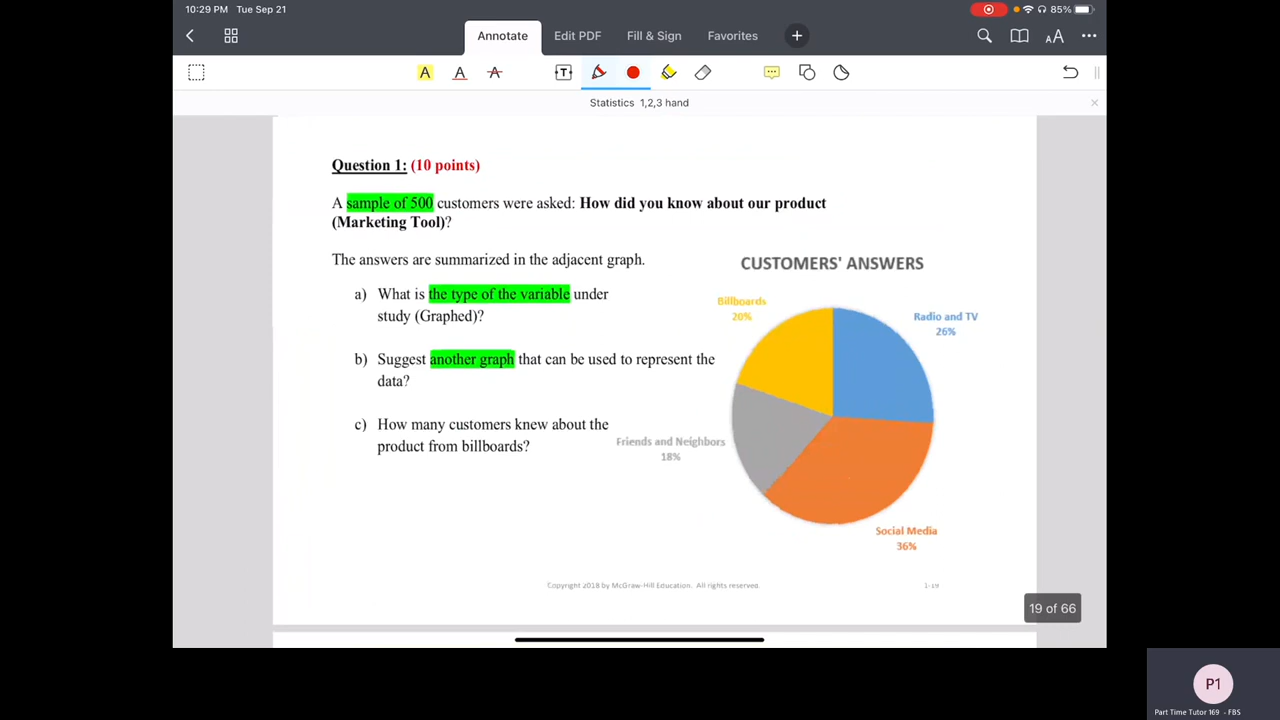 10:29 PM Tue Sep 21
85%
Annotate Edit PDF Fill & Sign Favorites
A A A T AA
Statistics 1,2,3 hand
Question 1: (10 points)
A sample of 500 customers were asked: How did you know about our product
(Marketing Tool)?
The answers are summarized in the adjacent graph.
a) What is the type of the variable under
study (Graphed)?
b) Suggest another graph that can be used to represent the
data?
c) How many customers knew about the
product from billboards?
CUSTOMERS' ANSWERS
Billboards
20%
Radio and TV
26%
Friends and Neighbors
18%
Social Media
36%
Copyright 2018 by McGraw-Hill Education. All rights reserved.
1-19
19 of 66
P1
Part Time Tutor 169 - FBS